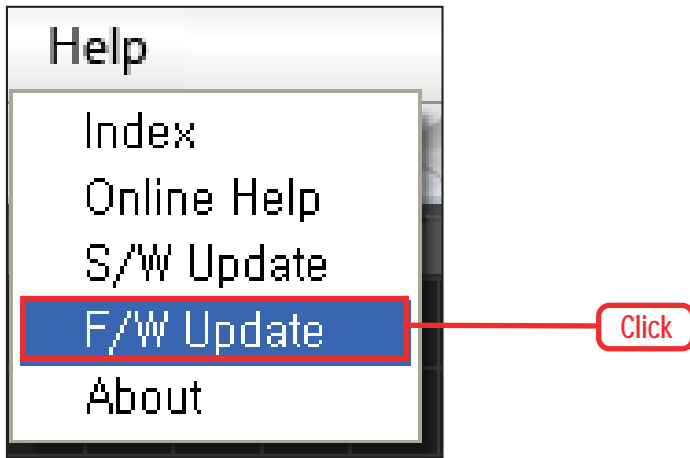 Help
Index
Online Help
S/W Update
F/W Update
Click
About